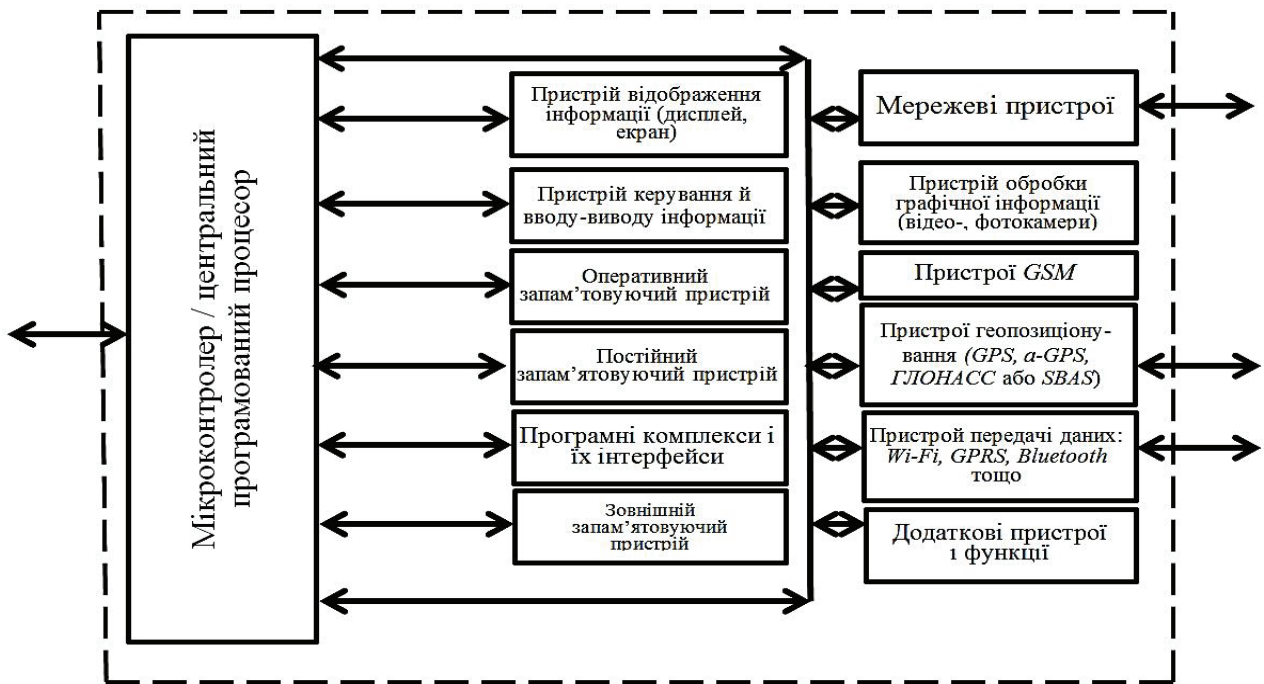 Мікроконтролер / центральний
програмований процесор
Пристрій відображення
інформації (дисплей,
екран)
Пристрій керування й
вводу-виводу інформації
Оперативний
запам’товуючий пристрій
Постійний
запам’ятовуючий пристрій
Програмні комплекси і
їх інтерфейси
Зовнішній
запам’ятовуючий
пристрій
Мережеві пристрої
Пристрій обробки
графічної інформації
(відео-, фотокамери)
Пристрої GSM
Пристрої геопозиціону-
вання (GPS, a-GPS,
ГЛОНАСС або SBAS)
Пристрой передачі даних:
Wi-Fi, GPRS, Bluetooth
тощо
Додаткові пристрої
і функції